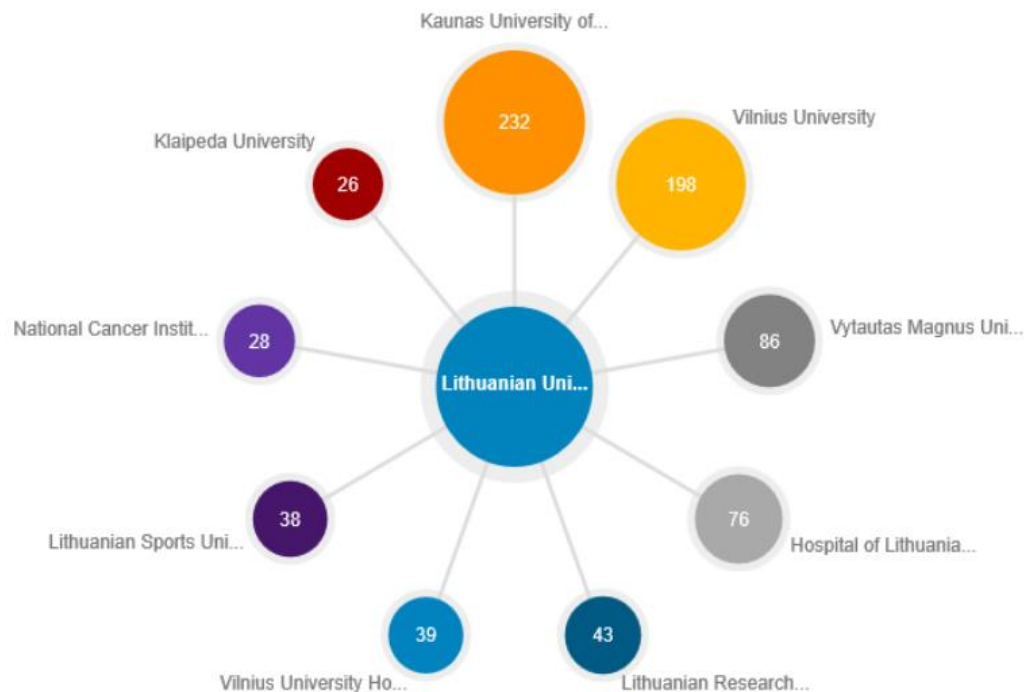 Kaunas University of...
232
Vilnius University
198
Klaipeda University
26
National Cancer Instit...
28
Lithuanian Uni...
Vytautas Magnus Uni...
86
Lithuanian Sports Uni...
38
76
Hospital of Lithuania...
39
Vilnius University Ho...
43
Lithuanian Research...